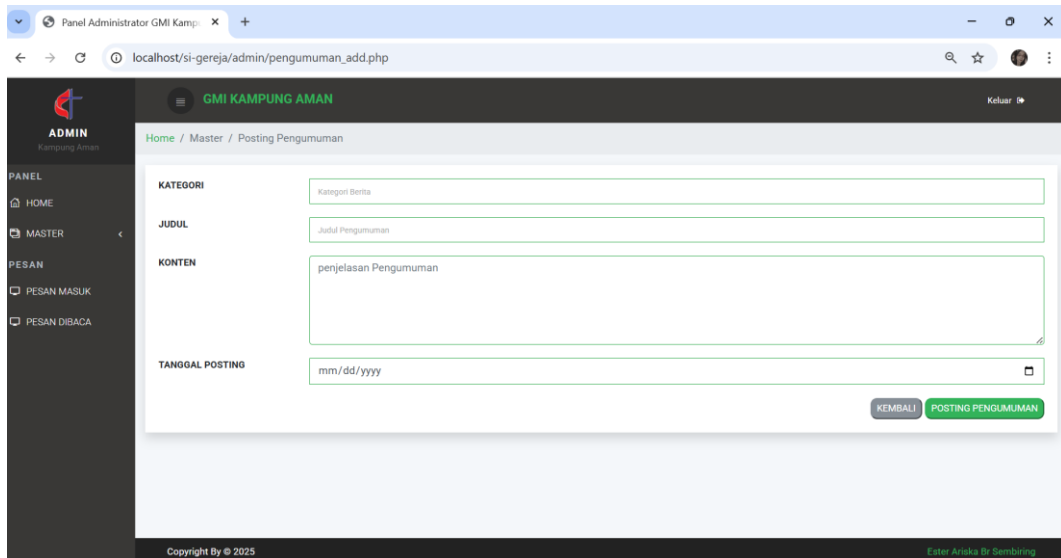 Panel Administrator GMI Kampu
localhost/si-gereja/admin/pengumuman_add.php
GMI KAMPUNG AMAN
Keluar
ADMIN
Kampung Aman
Home / Master / Posting Pengumuman
PANEL
HOME
MASTER
PESAN
PESAN MASUK
PESAN DIBACA
KATEGORI
Kategori Berita
JUDUL
Judul Pengumuman
KONTEN
penjelasan Pengumuman
TANGGAL POSTING
mm/dd/yyyy
KEMBALI
POSTING PENGUMUMAN
Copyright By © 2025
Ester Ariska Br Sembiring